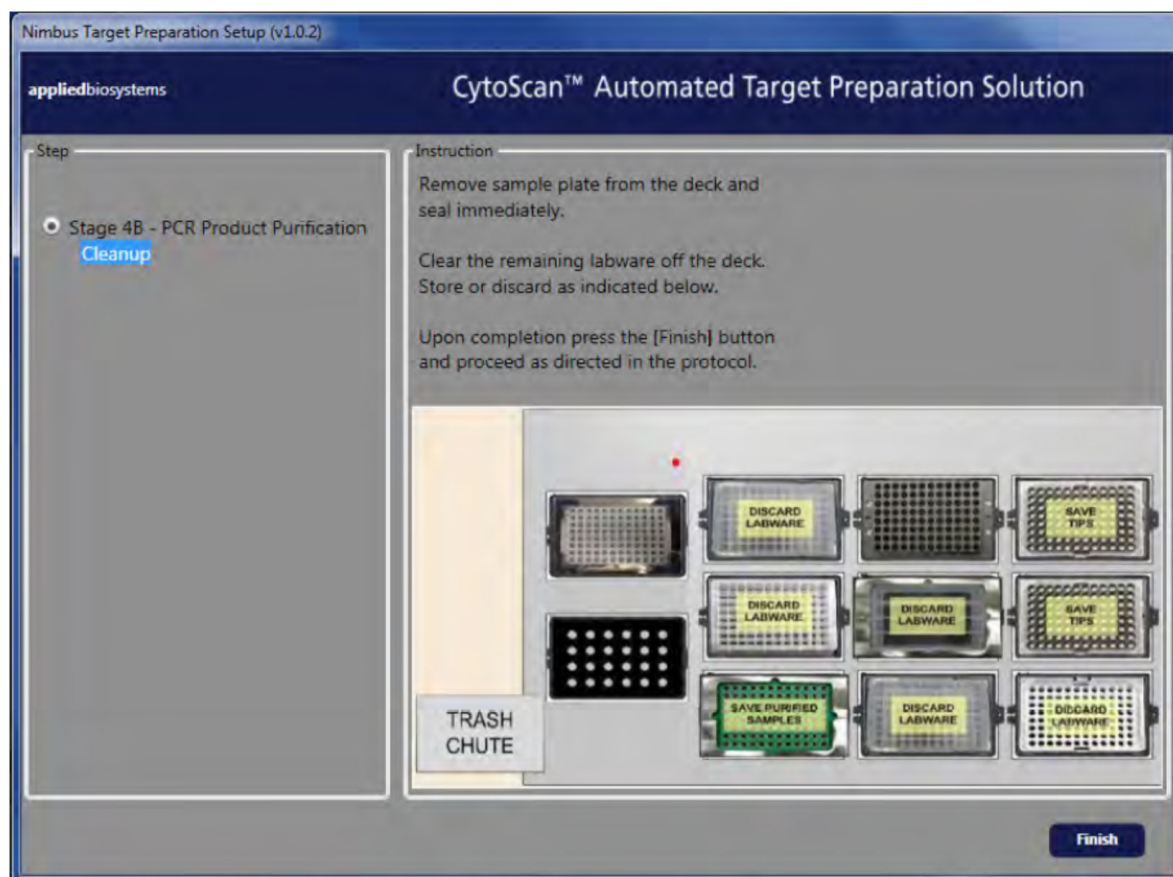 Nimbus Target Preparation Setup (v1.0.2)
appliedbiosystems
CytoScan™ Automated Target Preparation Solution
Step
Stage 4B - PCR Product Purification
Cleanup
Instruction
Remove sample plate from the deck and
seal immediately.
Clear the remaining labware off the deck.
Store or discard as indicated below.
Upon completion press the [Finish] button
and proceed as directed in the protocol.
DISCARD
LABWARE
SAVE
TIPS
DISCARD
LABWARE
DISCARD
LABWARE
SAVE
TIPS
SAVE PURIFIED
SAMPLES
DISCARD
LABWARE
DISCARD
LABWARE
TRASH
CHUTE
Finish